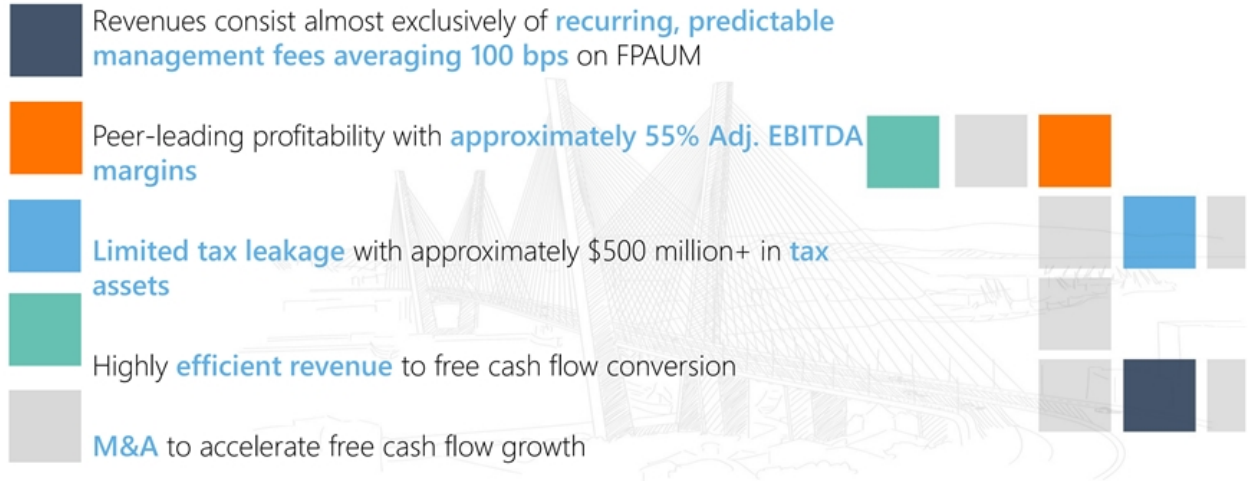 Revenues consist almost exclusively of recurring, predictable
management fees averaging 100 bps on FPAUM
Peer-leading profitability with approximately 55% Adj. EBITDA
margins
Limited tax leakage with approximately $500 million+ in tax
assets
Highly efficient revenue to free cash flow conversion
M&A to accelerate free cash flow growth